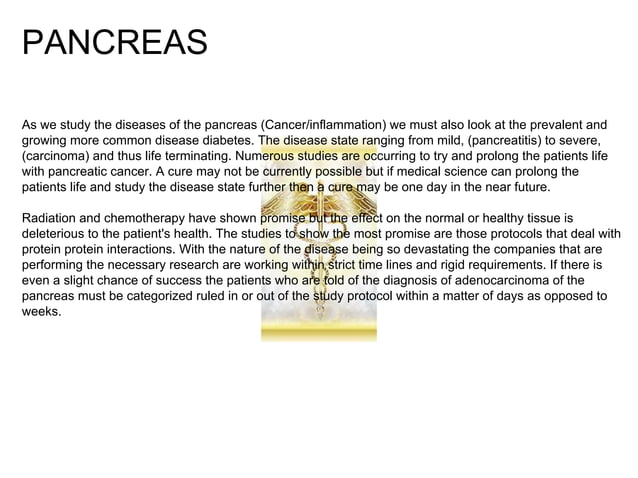 PANCREAS
As we study the diseases of the pancreas (Cancer/inflammation) we must also look at the prevalent and
growing more common disease diabetes. The disease state ranging from mild, (pancreatitis) to severe,
(carcinoma) and thus life terminating. Numerous studies are occurring to try and prolong the patients life
with pancreatic cancer. A cure may not be currently possible but if medical science can prolong the
patients life and study the disease state further then a cure may be one day in the near future.
Radiation and chemotherapy have shown promise but the effect on the normal or healthy tissue is
deleterious to the patient's health. The studies to show the most promise are those protocols that deal with
protein protein interactions. With the nature of the disease being so devastating the companies that are
performing the necessary research are working within strict time lines and rigid requirements. If there is
even a slight chance of success the patients who are told of the diagnosis of adenocarcinoma of the
pancreas must be categorized ruled in or out of the study protocol within a matter of days as opposed to
weeks.